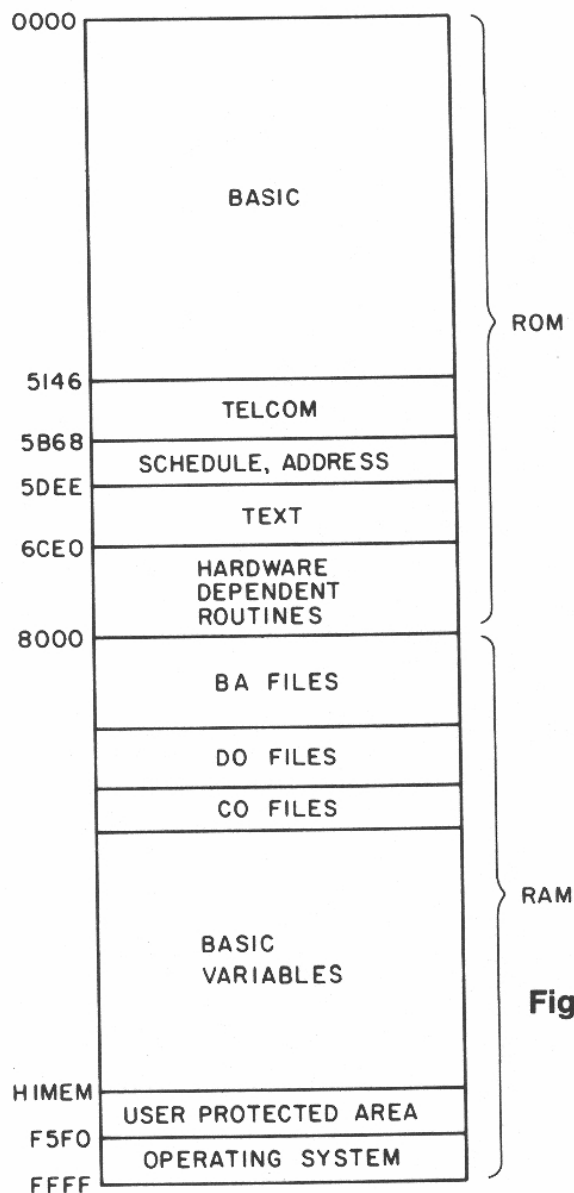 0000
BASIC
ROM
5146
TELCOM
5B68
SCHEDULE, ADDRESS
5DEE
TEXT
6CE0
HARDWARE
DEPENDENT
ROUTINES
8000
BA FILES
DO FILES
CO FILES
RAM
BASIC
VARIABLES
Fig
HIMEM
USER PROTECTED AREA
F5F0
OPERATING SYSTEM
FFFF